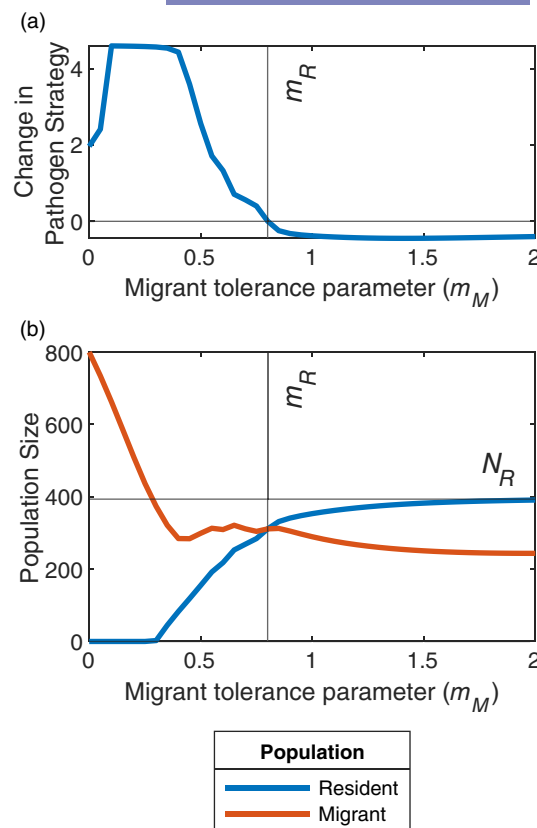 (a)
Change in
Pathogen Strategy
4
2
0
m_R
0 0.5 1 1.5 2
Migrant tolerance parameter (m_M)
(b)
Population Size
800
600
400
200
0
m_R
N_R
0 0.5 1 1.5 2
Migrant tolerance parameter (m_M)
Population
Resident
Migrant